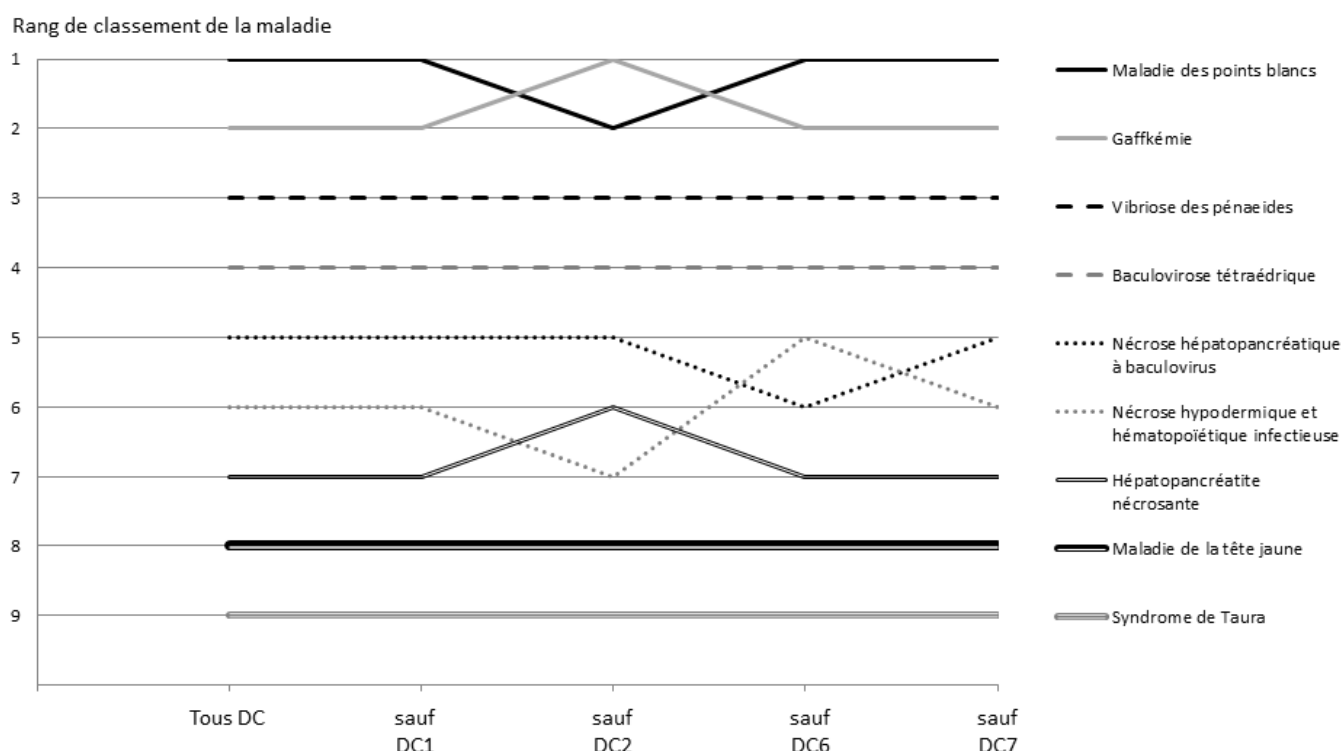 Rang de classement de la maladie
1
2
3
4
5
6
7
8
9
Tous DC
sauf
DC1
sauf
DC2
sauf
DC6
sauf
DC7
Maladie des points blancs
Gaffkémie
Vibriose des pénaeides
Baculovirose tétraédrique
Nécrose hépatopancréatique
à baculovirus
Nécrose hypodermique et
hématopoïétique infectieuse
Hépatopancréatite
nécrosante
Maladie de la tête jaune
Syndrome de Taura